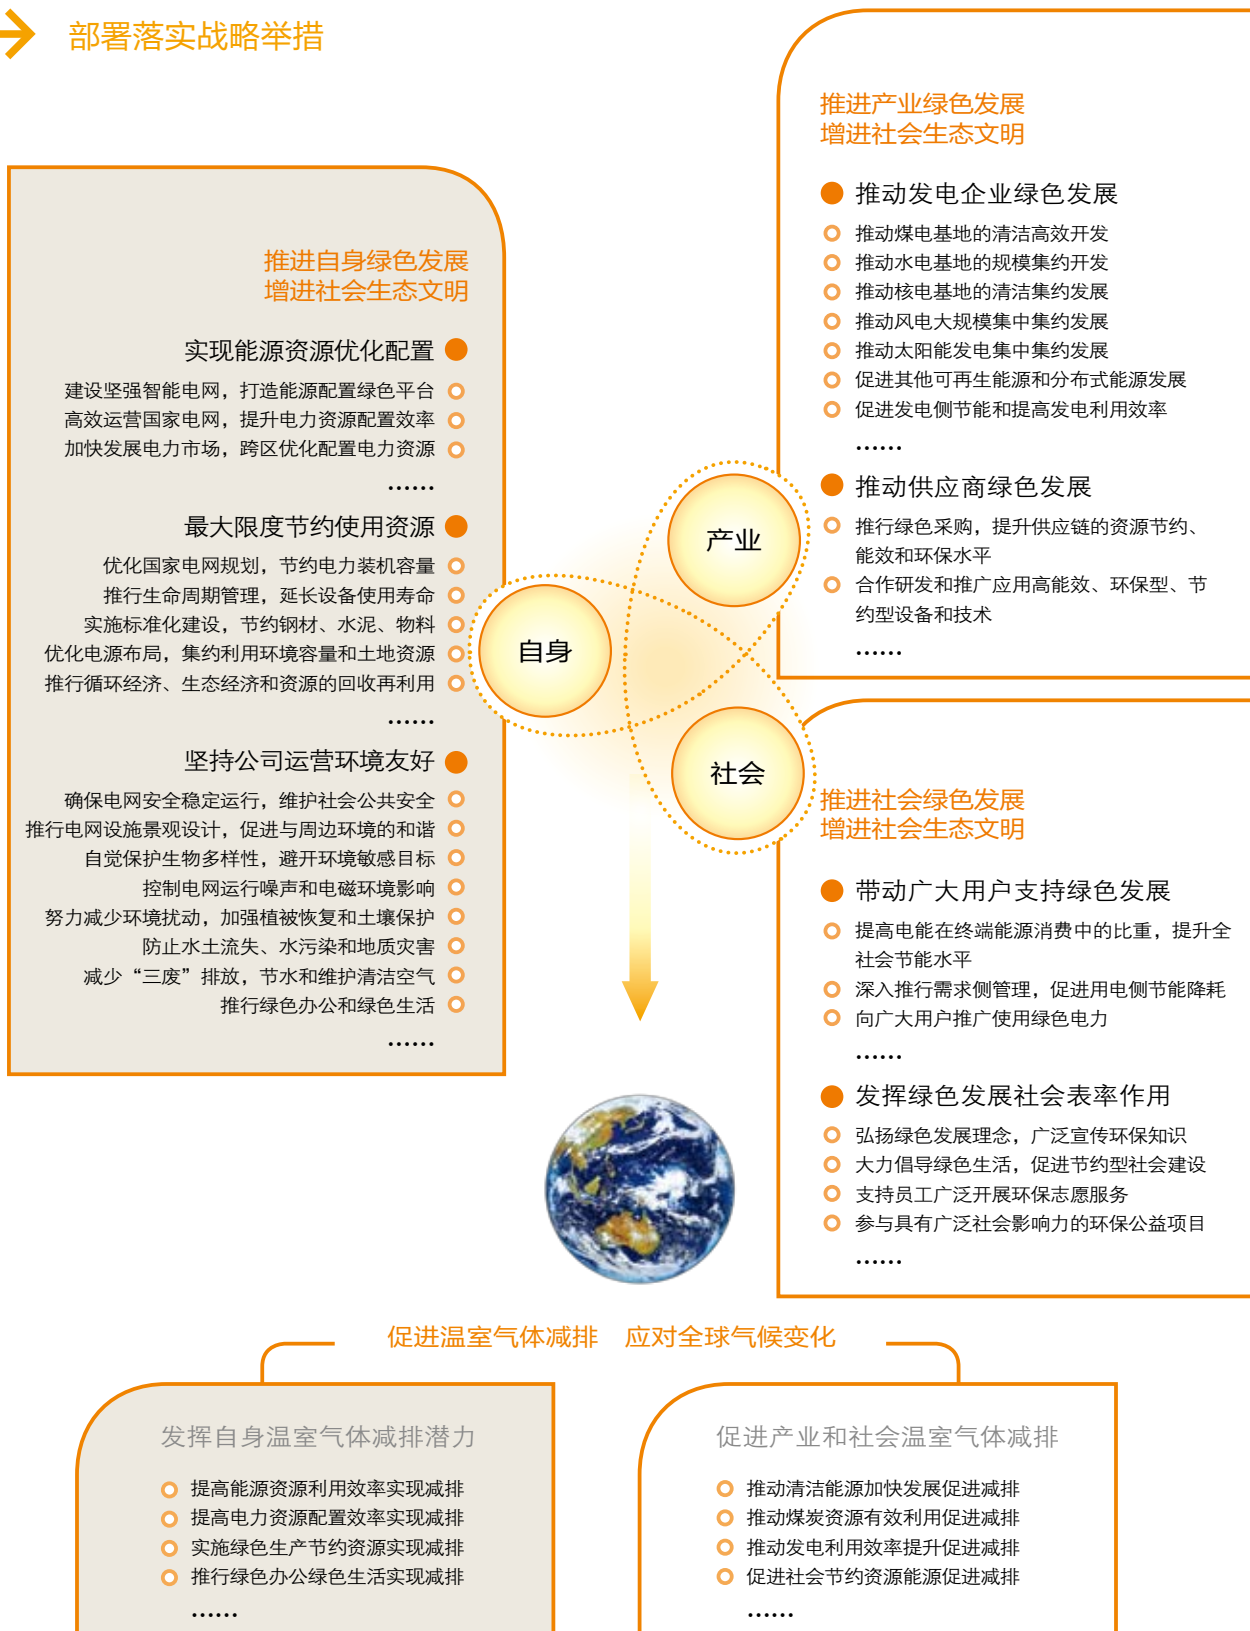 部署落实战略举措
推进自身绿色发展
增进社会生态文明
实现能源资源优化配置
建设坚强智能电网，打造能源配置绿色平台
高效运营国家电网，提升电力资源配置效率
加快发展电力市场，跨区优化配置电力资源
……
最大限度节约使用资源
优化国家电网规划，节约电力装机容量
推行生命周期管理，延长设备使用寿命
实施标准化建设，节约钢材、水泥、物料
优化电源布局，集约利用环境容量和土地资源
推行循环经济、生态经济和资源的回收再利用
……
坚持公司运营环境友好
确保电网安全稳定运行，维护社会公共安全
推行电网设施景观设计，促进与周边环境的和谐
自觉保护生物多样性，避开环境敏感目标
控制电网运行噪声和电磁环境影响
努力减少环境扰动，加强植被恢复和土壤保护
防止水土流失、水污染和地质灾害
减少“三废”排放，节水和维护清洁空气
推行绿色办公和绿色生活
……
自身
产业
社会
推进产业绿色发展
增进社会生态文明
推动发电企业绿色发展
推动煤电基地的清洁高效开发
推动水电基地的规模集约开发
推动核电基地的清洁集约发展
推动风电大规模集中集约发展
推动太阳能发电集中集约发展
促进其他可再生能源和分布式能源发展
促进发电侧节能和提高发电利用效率
……
推动供应商绿色发展
推行绿色采购，提升供应链的资源节约、
能效和环保水平
合作研发和推广应用高能效、环保型、节
约型设备和技术
……
推进社会绿色发展
增进社会生态文明
带动广大用户支持绿色发展
提高电能在终端能源消费中的比重，提升全
社会节能水平
深入推行需求侧管理，促进用电侧节能降耗
向广大用户推广使用绿色电力
……
发挥绿色发展社会表率作用
弘扬绿色发展理念，广泛宣传环保知识
大力倡导绿色生活，促进节约型社会建设
支持员工广泛开展环保志愿服务
参与具有广泛社会影响力的环保公益项目
……
促进温室气体减排 应对全球气候变化
发挥自身温室气体减排潜力
提高能源资源利用效率实现减排
提高电力资源配置效率实现减排
实施绿色生产节约资源实现减排
推行绿色办公绿色生活实现减排
……
促进产业和社会温室气体减排
推动清洁能源加快发展促进减排
推动煤炭资源有效利用促进减排
推动发电利用效率提升促进减排
促进社会节约资源能源促进减排
……